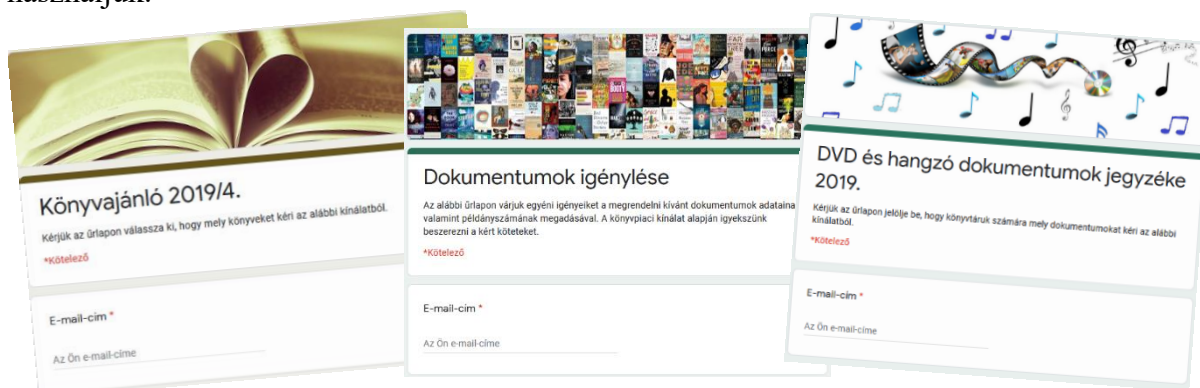 Könyvajánló 2019/4.
Kérjük az űrlapon válassza ki, hogy mely könyveket kéri az alábbi kínálatból.
*Kötelező
E-mail-cím *
Az Ön e-mail-címe
Dokumentumok igénylése
Az alábbi űrlapon várjuk egyéni igényeiket a megrendelni kívánt dokumentumok adataina
valamint példányszámának megadásával. A könyvpiaci kínálat alapján igyekszünk
beszerezni a kért köteteket.
*Kötelező
E-mail-cím *
Az Ön e-mail-címe
DVD és hangzó dokumentumok jegyzéke
2019.
Kérjük az űrlapon jelölje be, hogy könyvtáruk számára mely dokumentumokat kéri az alábbi
kínálatból.
*Kötelező
E-mail-cím *
Az Ön e-mail-címe